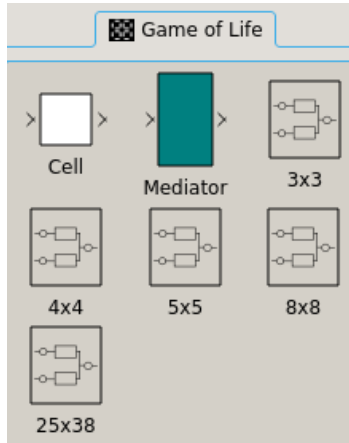 Game of Life
Cell
Mediator
3x3
4x4
5x5
8x8
25x38